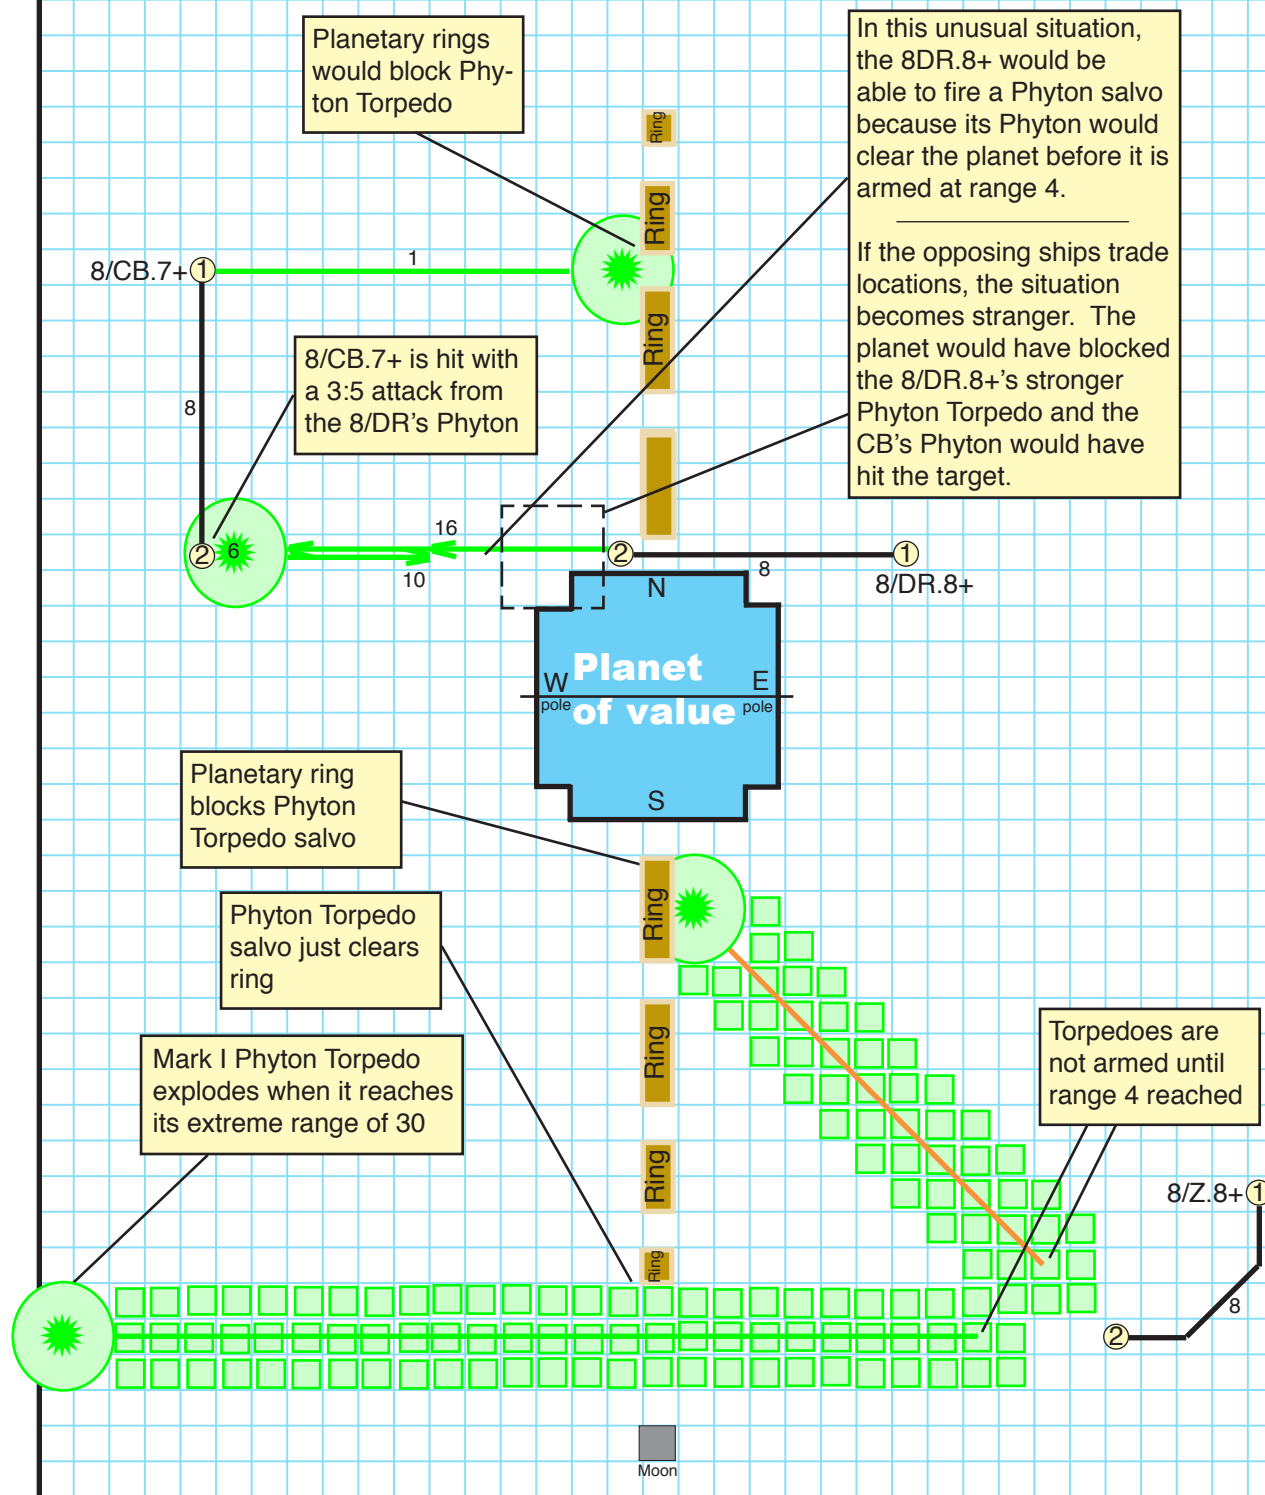 Planetary rings
would block Phy-
ton Torpedo
In this unusual situation,
the 8DR.8+ would be
able to fire a Phyton salvo
because its Phyton would
clear the planet before it is
armed at range 4.
If the opposing ships trade
locations, the situation
becomes stranger.  The
planet would have blocked
the 8/DR.8+'s stronger
Phyton Torpedo and the
CB's Phyton would have
hit the target.
Ring
Ring
Ring
8/CB.7+
1
1
8
8/CB.7+ is hit with
a 3:5 attack from
the 8/DR's Phyton
2
6
16
10
2
8
1
8/DR.8+
N
W
pole
Planet
of value
E
pole
S
Planetary ring
blocks Phyton
Torpedo salvo
Ring
Phyton Torpedo
salvo just clears
ring
Ring
Mark I Phyton Torpedo
explodes when it reaches
its extreme range of 30
Torpedoes are
not armed until
range 4 reached
Ring
8/Z.8+
1
Ring
8
2
Moon